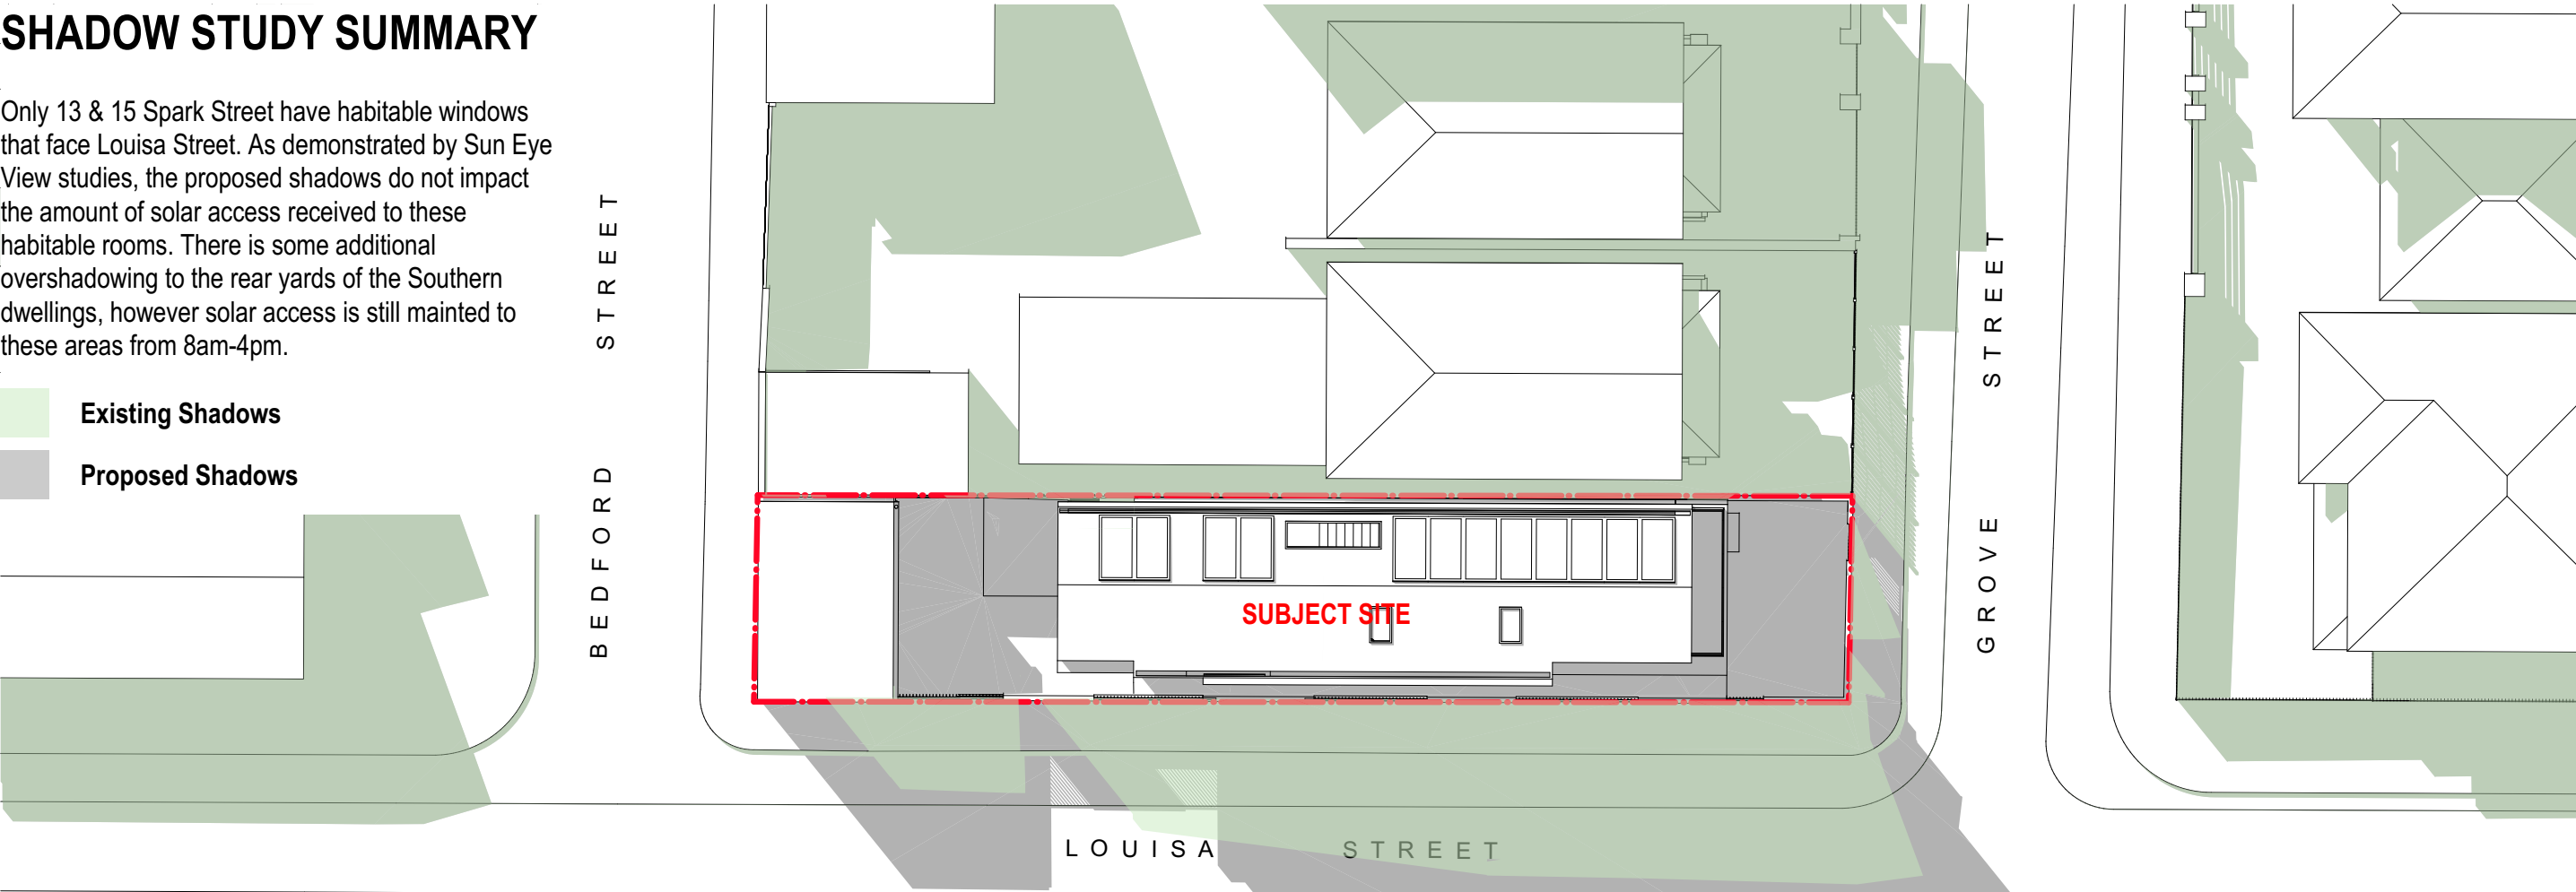 SHADOW STUDY SUMMARY
Only 13 & 15 Spark Street have habitable windows
that face Louisa Street. As demonstrated by Sun Eye
View studies, the proposed shadows do not impact
the amount of solar access received to these
habitable rooms. There is some additional
overshadowing to the rear yards of the Southern
dwellings, however solar access is still mainted to
these areas from 8am-4pm.
Existing Shadows
Proposed Shadows
BEDFORD STREET
SUBJECT SITE
GROVE STREET
LOUISA STREET